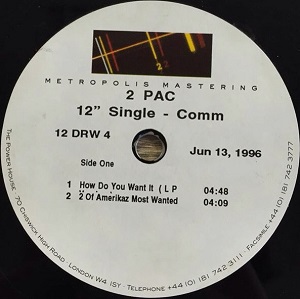 METROPOLIS MASTERING
2 PAC
12" Single - Comm
12 DRW 4
Jun 13, 1996
Side One
1 How Do You Want It ( L P 04:48
2 2 Of Amerikaz Most Wanted 04:09
THE POWER HOUSE · 70 CHISWICK HIGH ROAD · LONDON W4 1SY · TELEPHONE +44 (0) 181 742 3111 · FACSIMILE +44 (0) 181 742 3777